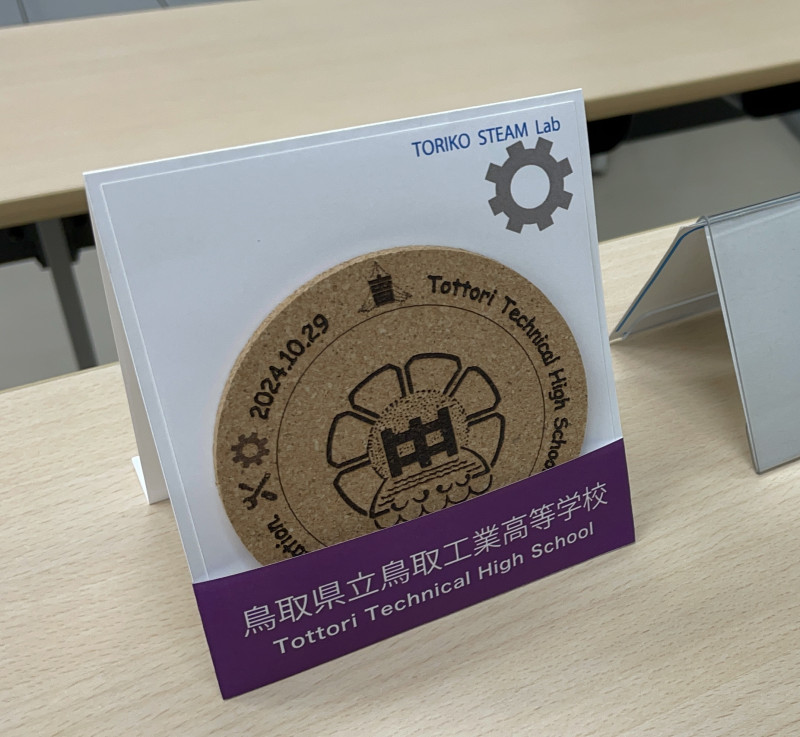 TORIKO STEAM Lab
2024.10.29
Tottori Technical High
鳥取県立鳥取工業高等学校
Tottori Technical High School